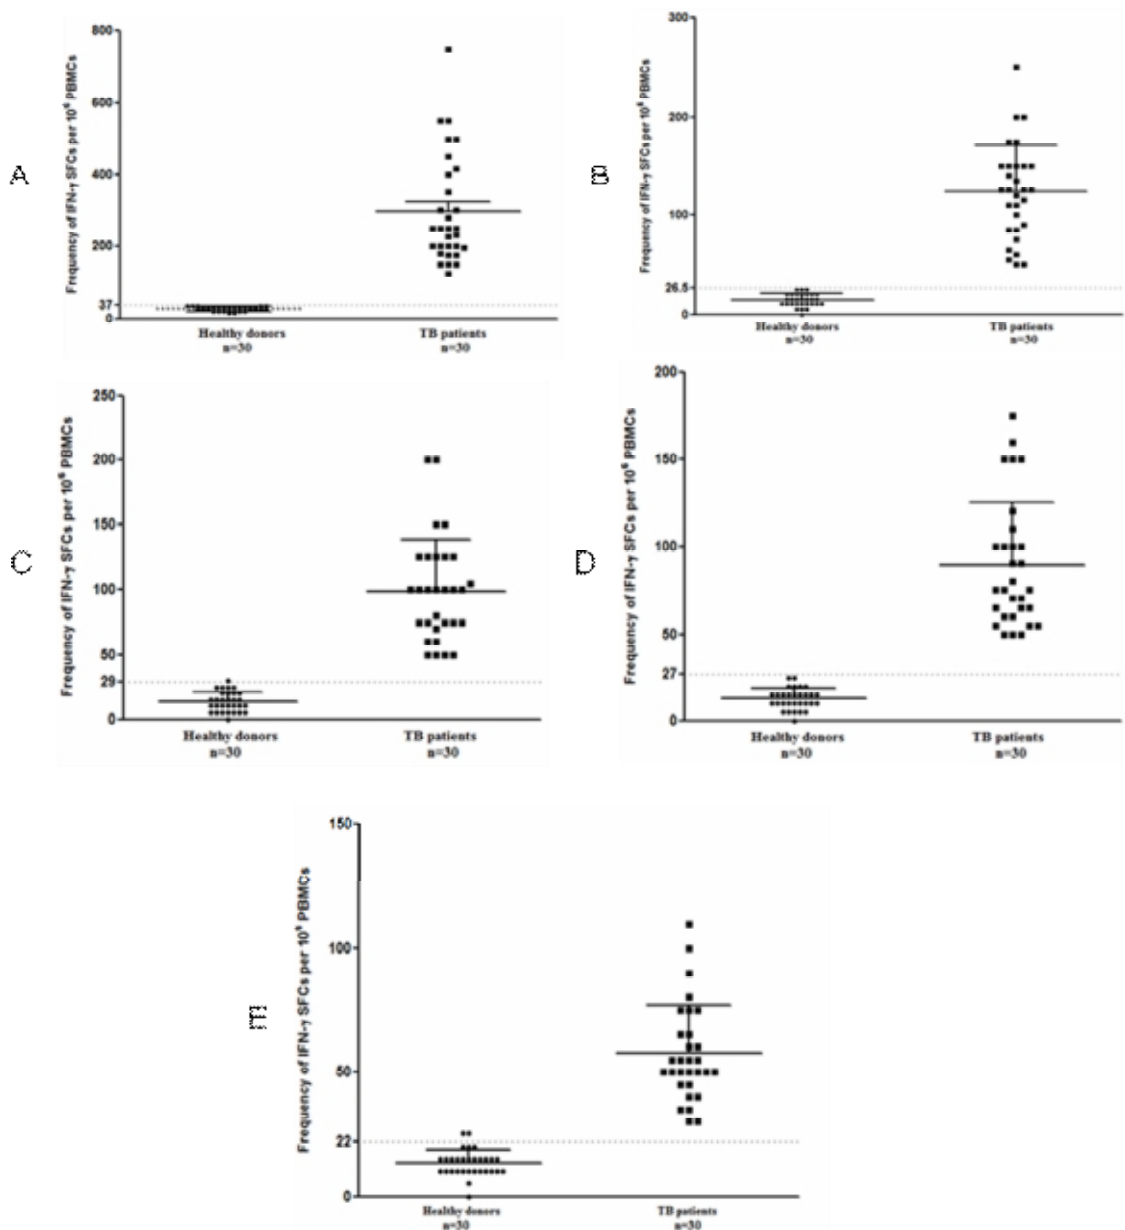 A
Frequency of IFN-γ SFCs per 10⁶ PBMCs
800
600
400
200
37
0
Healthy donors
n=30
TB patients
n=30
B
Frequency of IFN-γ SFCs per 10⁶ PBMCs
300
200
100
26.5
0
Healthy donors
n=30
TB patients
n=30
C
Frequency of IFN-γ SFCs per 10⁶ PBMCs
250
200
150
100
50
29
0
Healthy donors
n=30
TB patients
n=30
D
Frequency of IFN-γ SFCs per 10⁶ PBMCs
200
150
100
50
27
0
Healthy donors
n=30
TB patients
n=30
E
Frequency of IFN-γ SFCs per 10⁶ PBMCs
150
100
50
22
0
Healthy donors
n=30
TB patients
n=30